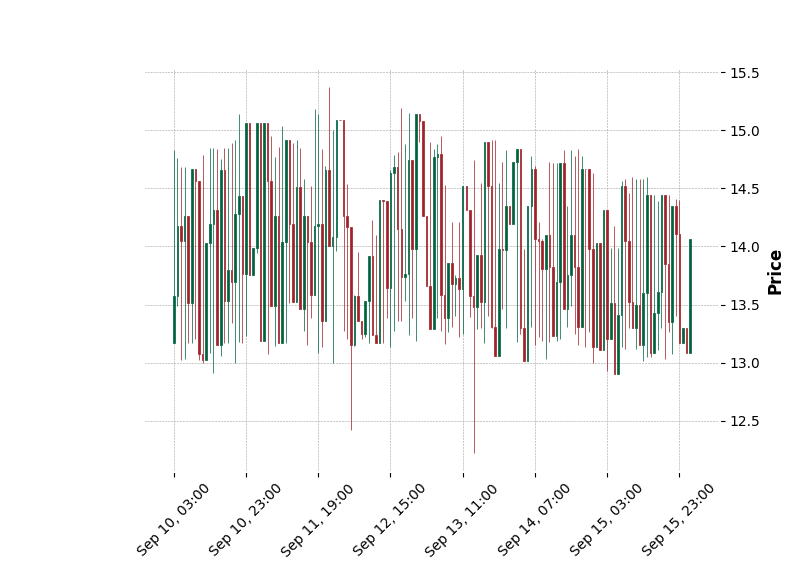 15.5
15.0
14.5
14.0
13.5
13.0
12.5
Price
Sep 10, 03:00
Sep 10, 23:00
Sep 11, 19:00
Sep 12, 15:00
Sep 13, 11:00
Sep 14, 07:00
Sep 15, 03:00
Sep 15, 23:00